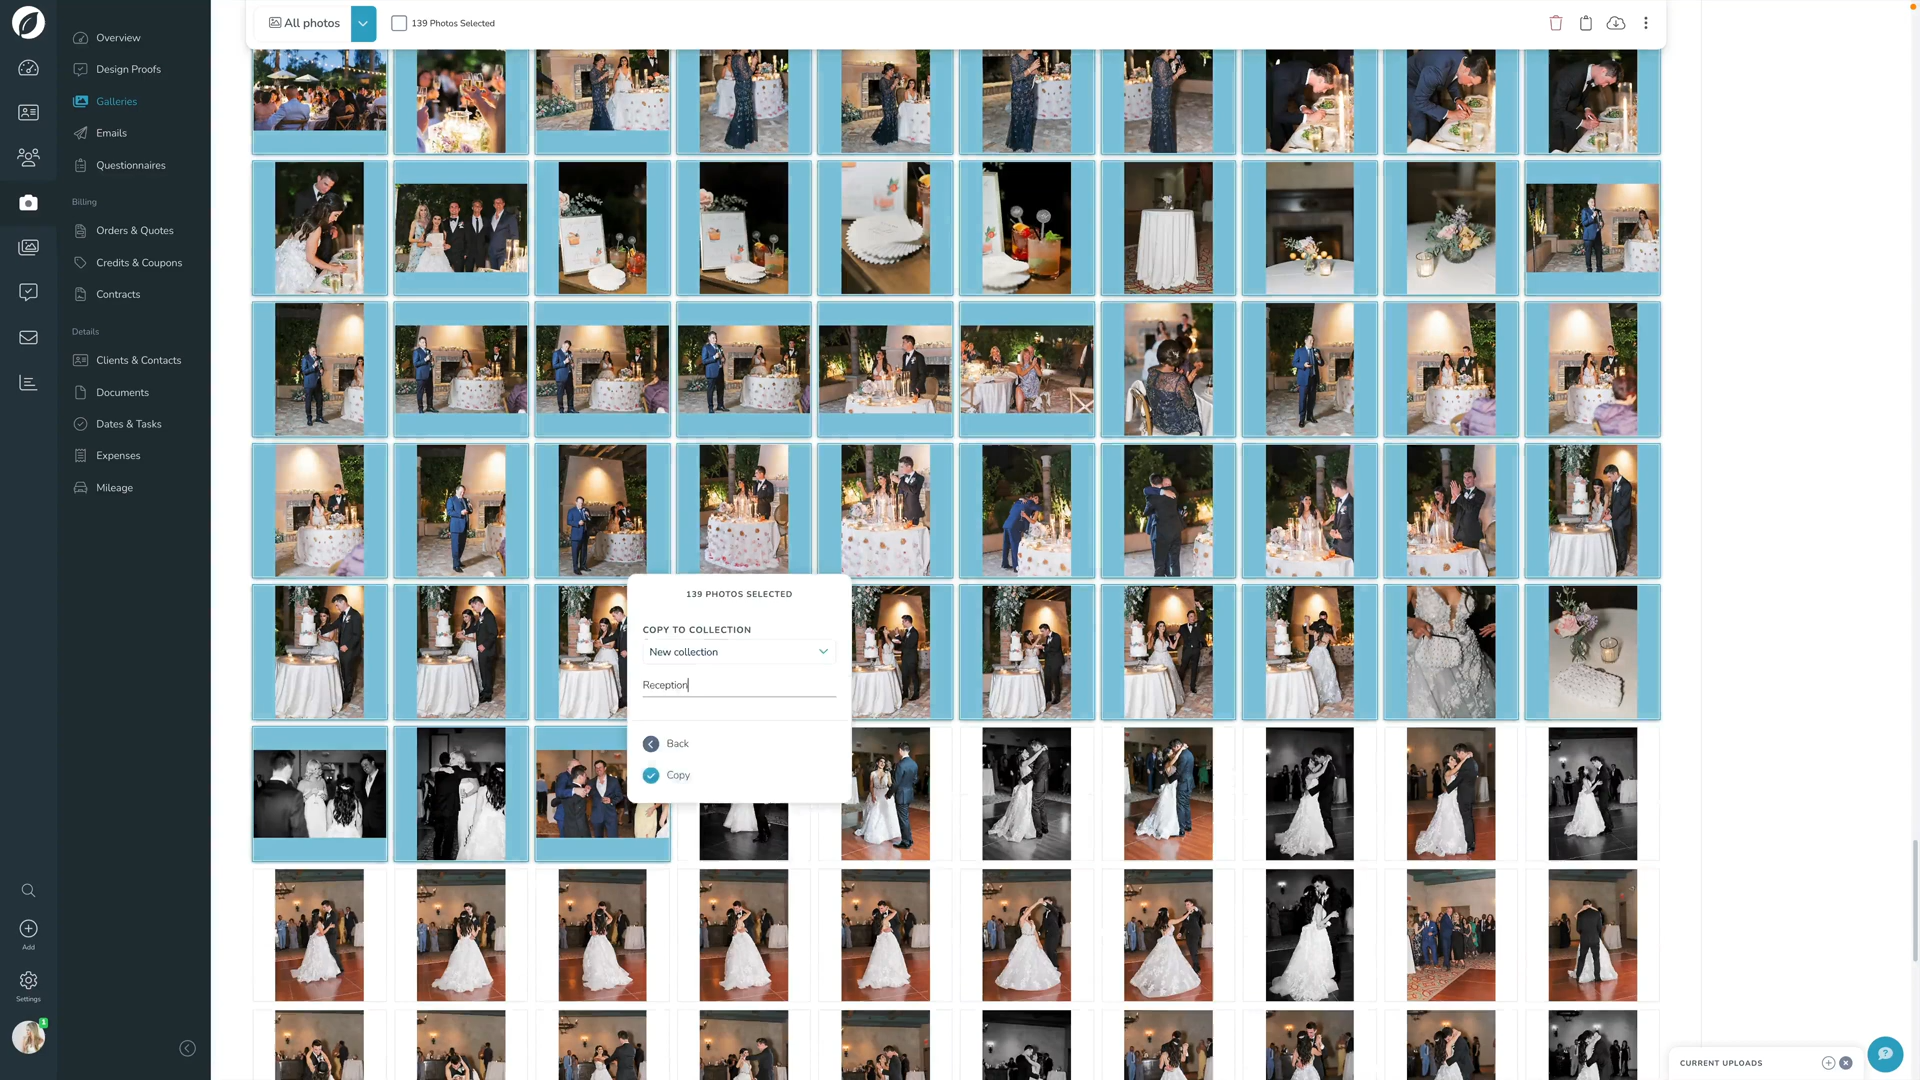 All photos
139 Photos Selected
Overview
Design Proofs
Galleries
Emails
Questionnaires
Billing
Orders & Quotes
Credits & Coupons
Contracts
Details
Clients & Contacts
Documents
Dates & Tasks
Expenses
Mileage
139 PHOTOS SELECTED
COPY TO COLLECTION
New collection
Reception
Back
Copy
Add
Settings
1
CURRENT UPLOADS